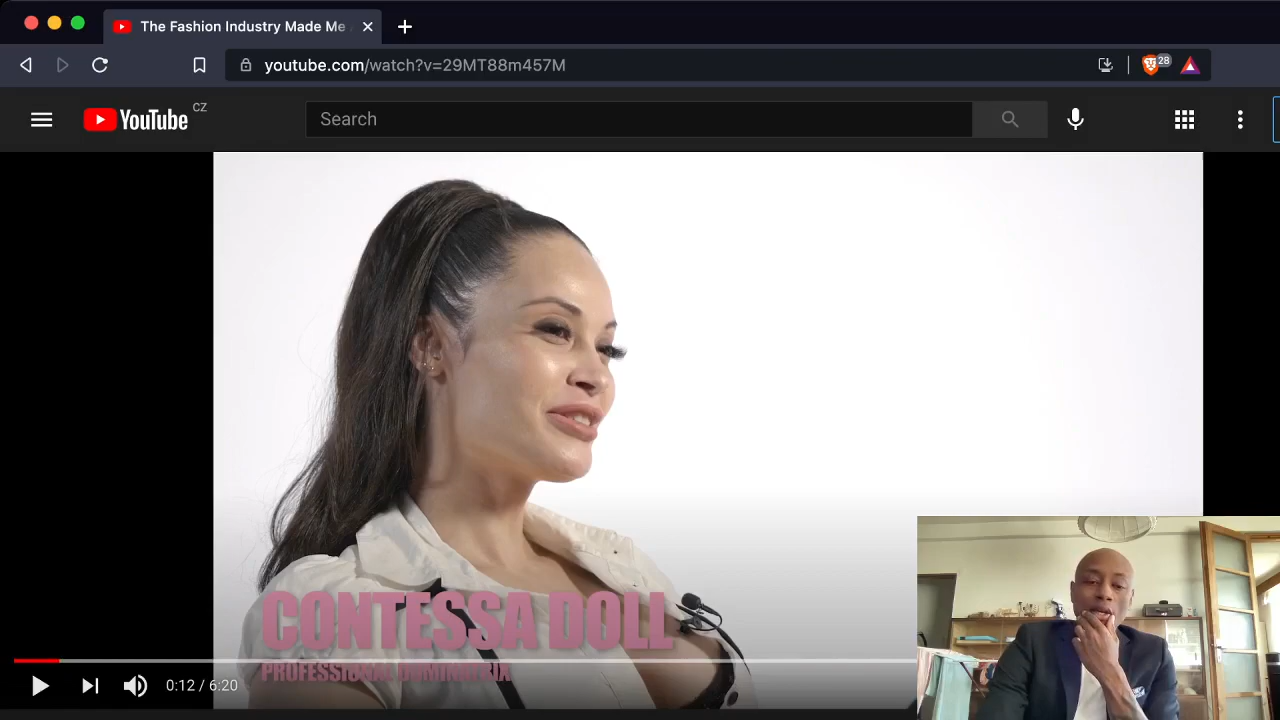 The Fashion Industry Made Me
youtube.com/watch?v=29MT88m457M
28
YouTube CZ
Search
CONTESSA DOLL
PROFESSIONAL DOMINATRIX
0:12 / 6:20